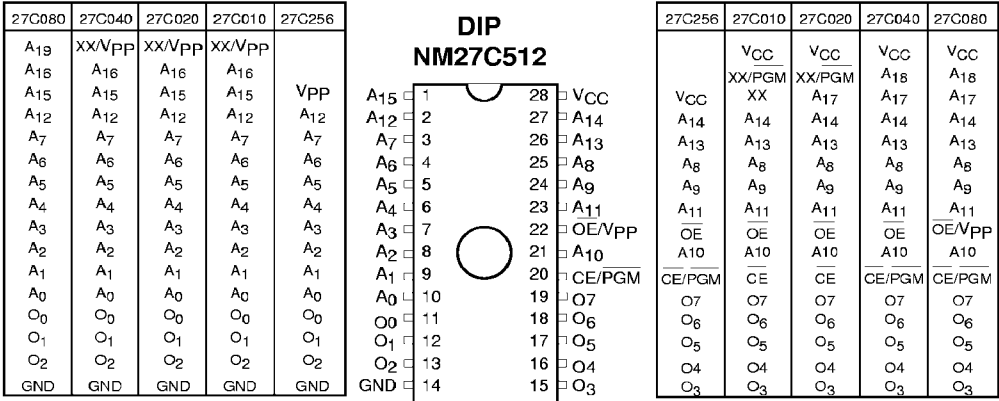 27C080 27C040 27C020 27C010 27C256
A19 XX/VPP XX/VPP XX/VPP
A16 A16 A16 A16
A15 A15 A15 A15 VPP
A12 A12 A12 A12 A12
A7 A7 A7 A7 A7
A6 A6 A6 A6 A6
A5 A5 A5 A5 A5
A4 A4 A4 A4 A4
A3 A3 A3 A3 A3
A2 A2 A2 A2 A2
A1 A1 A1 A1 A1
A0 A0 A0 A0 A0
O0 O0 O0 O0 O0
O1 O1 O1 O1 O1
O2 O2 O2 O2 O2
GND GND GND GND GND
DIP
NM27C512
A15 1 28 VCC
A12 2 27 A14
A7 3 26 A13
A6 4 25 A8
A5 5 24 A9
A4 6 23 A11
A3 7 22 OE/VPP
A2 8 21 A10
A1 9 20 CE/PGM
A0 10 19 O7
O0 11 18 O6
O1 12 17 O5
O2 13 16 O4
GND 14 15 O3
27C256 27C010 27C020 27C040 27C080
VCC VCC VCC VCC
XX/PGM XX/PGM A18 A18
VCC XX A17 A17 A17
A14 A14 A14 A14 A14
A13 A13 A13 A13 A13
A8 A8 A8 A8 A8
A9 A9 A9 A9 A9
A11 A11 A11 A11 A11
OE OE OE OE OE/VPP
A10 A10 A10 A10 A10
CE/PGM CE CE CE/PGM CE/PGM
O7 O7 O7 O7 O7
O6 O6 O6 O6 O6
O5 O5 O5 O5 O5
O4 O4 O4 O4 O4
O3 O3 O3 O3 O3